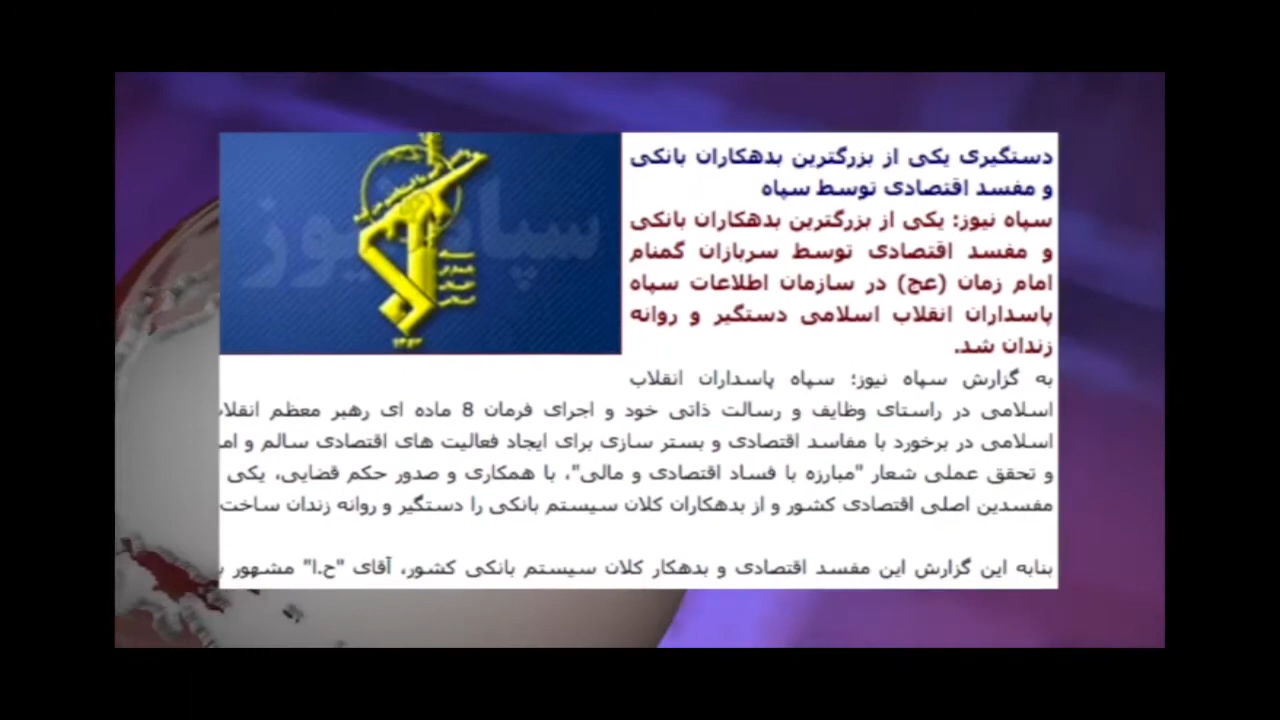 دستگیری یکی از بزرگترین بدهکاران بانکی
و مفسد اقتصادی توسط سپاه
سپاه نیوز: یکی از بزرگترین بدهکاران بانکی
و مفسد اقتصادی توسط سربازان گمنام
امام زمان (عج) در سازمان اطلاعات سپاه
پاسداران انقلاب اسلامی دستگیر و روانه
زندان شد.
به گزارش سپاه نیوز؛ سپاه پاسداران انقلاب
اسلامی در راستای وظایف و رسالت ذاتی خود و اجرای فرمان 8 ماده ای رهبر معظم
اسلامی در برخورد با مفاسد اقتصادی و بستر سازی برای ایجاد فعالیت های اقتصادی سالم و
و تحقق عملی شعار "مبارزه با فساد اقتصادی و مالی"، با همکاری و صدور حکم قضایی، یکی
مفسدین اصلی اقتصادی کشور و از بدهکاران کلان سیستم بانکی را دستگیر و روانه زندان ساخت
بنابه این گزارش این مفسد اقتصادی و بدهکار کلان سیستم بانکی کشور، آقای "ح.ا" مشهور
سپاه نیوز